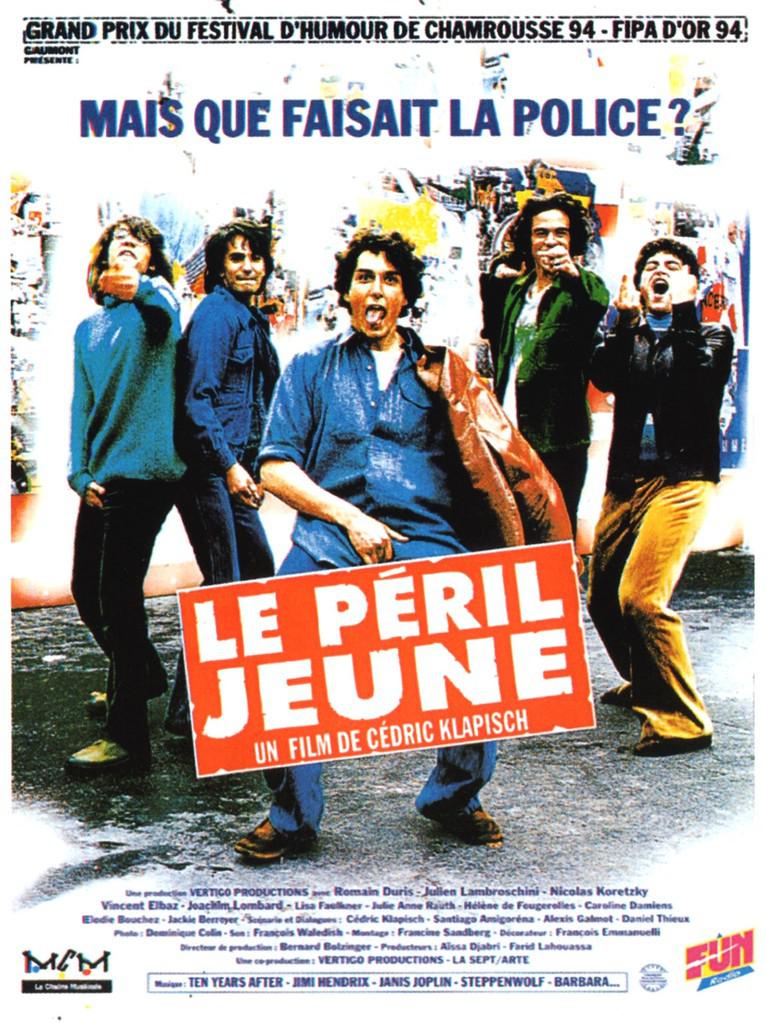 GRAND PRIX DU FESTIVAL D'HUMOUR DE CHAMROUSSE 94 - FIPA D'OR 94
GAUMONT
PRÉSENTE :
MAIS QUE FAISAIT LA POLICE ?
LE PÉRIL
JEUNE
UN FILM DE CÉDRIC KLAPISCH
Une production VERTIGO PRODUCTIONS avec Romain Duris - Julien Lambroschini - Nicolas Koretzky
Vincent Elbaz - Joachim Lombard - Lisa Faulkner - Julie Anne Rauth - Hélène de Fougerolles - Caroline Damiens
Elodie Bouchez - Jackie Berroyer - Scénario et Dialogues : Cédric Klapisch - Santiago Amigoréna - Alexis Galmot - Daniel Thieux
Photo : Dominique Colin - Son : François Waledish - Montage : Francine Sandberg - Décorateur : François Emmanuelli
Directeur de production : Bernard Bolzinger - Producteurs : Aïssa Djabri - Farid Lahouassa
Une co-production : VERTIGO PRODUCTIONS - LA SEPT/ARTE
MCM
La Chaîne Musicale
Musique : TEN YEARS AFTER - JIMI HENDRIX - JANIS JOPLIN - STEPPENWOLF - BARBARA...
FUN
Radio